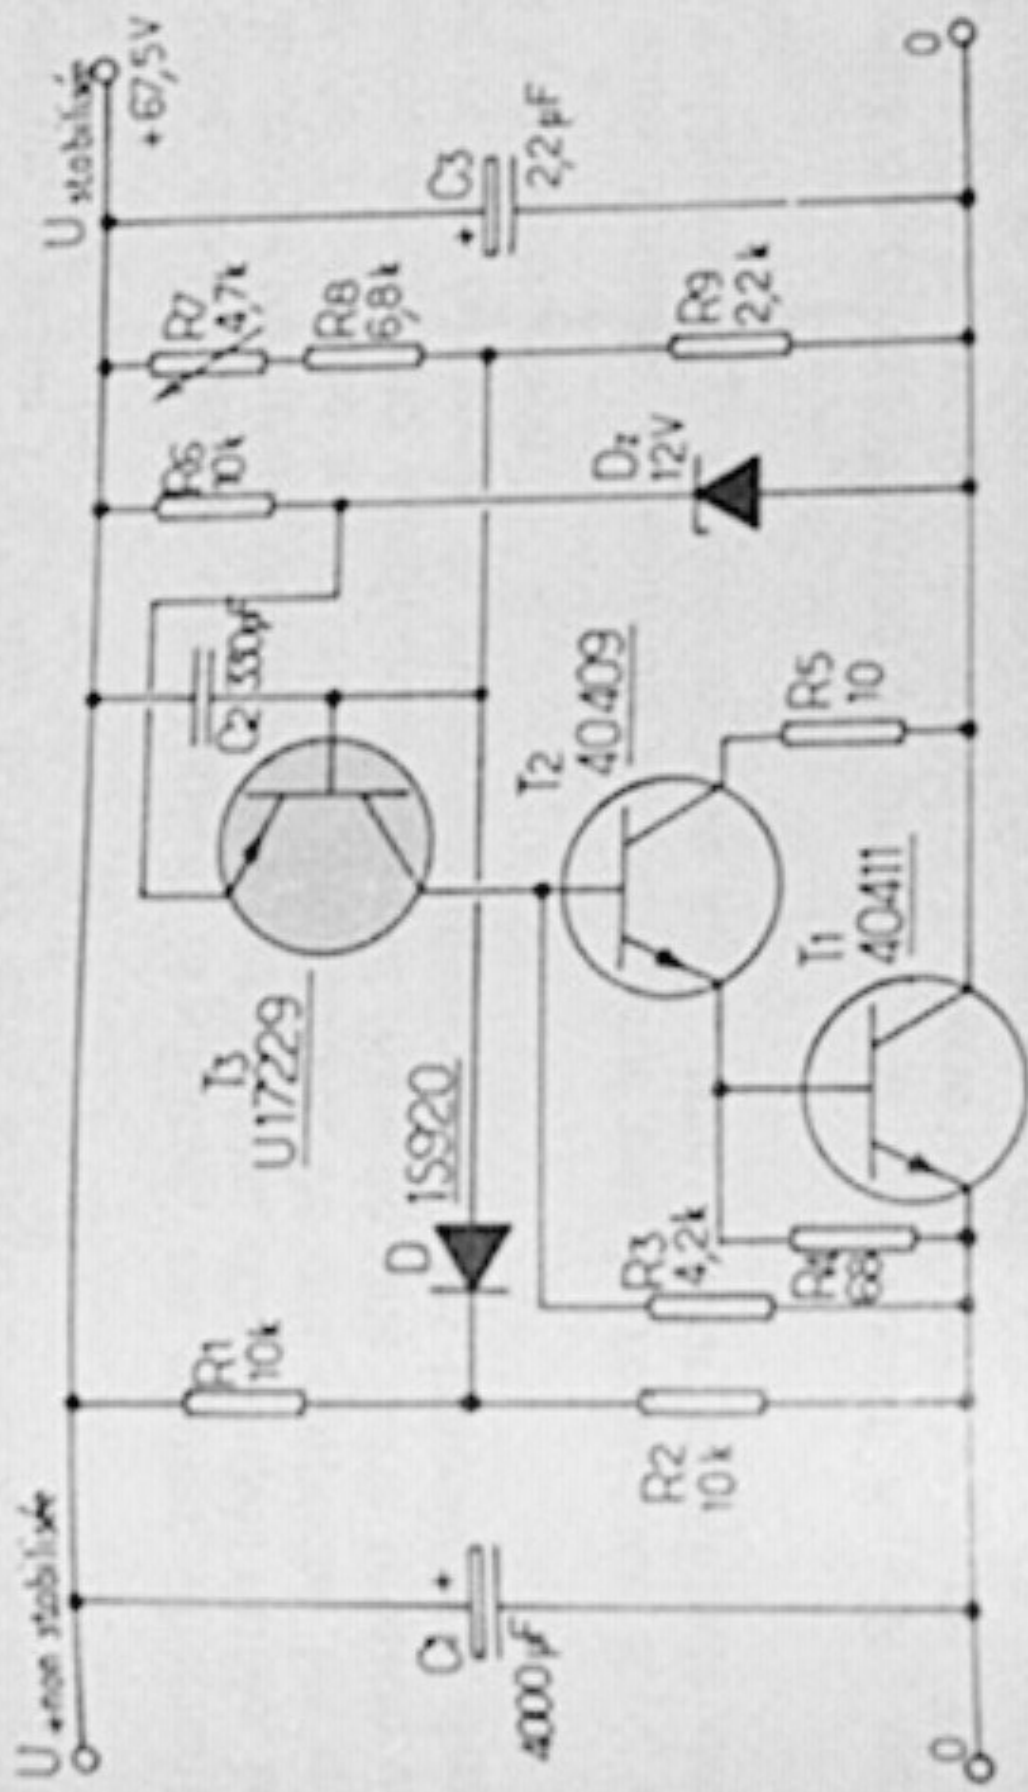 U +non stabilisée
U stabilisée
+67,5V
R1
10k
T3
U17229
C2 330pF
R6
10k
R7
4,7k
R8
6,8k
C3
+
2,2µF
D
1S920
C1
+
4000µF
R2
10k
R3
4,2k
R4
68
T2
40409
T1
40411
R5
10
Dz
12V
R9
2,2k
0
0